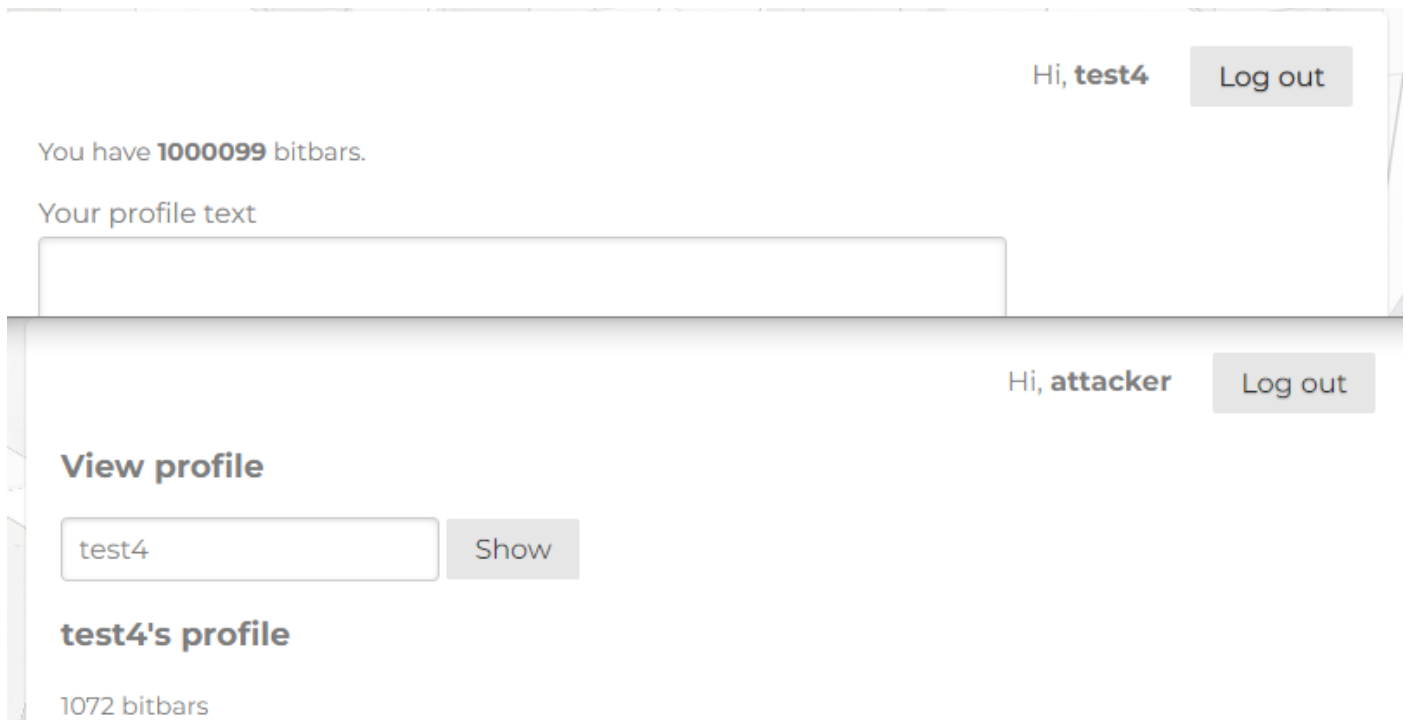 Hi, test4 Log out
You have 1000099 bitbars.
Your profile text
Hi, attacker Log out
View profile
test4 Show
test4's profile
1072 bitbars